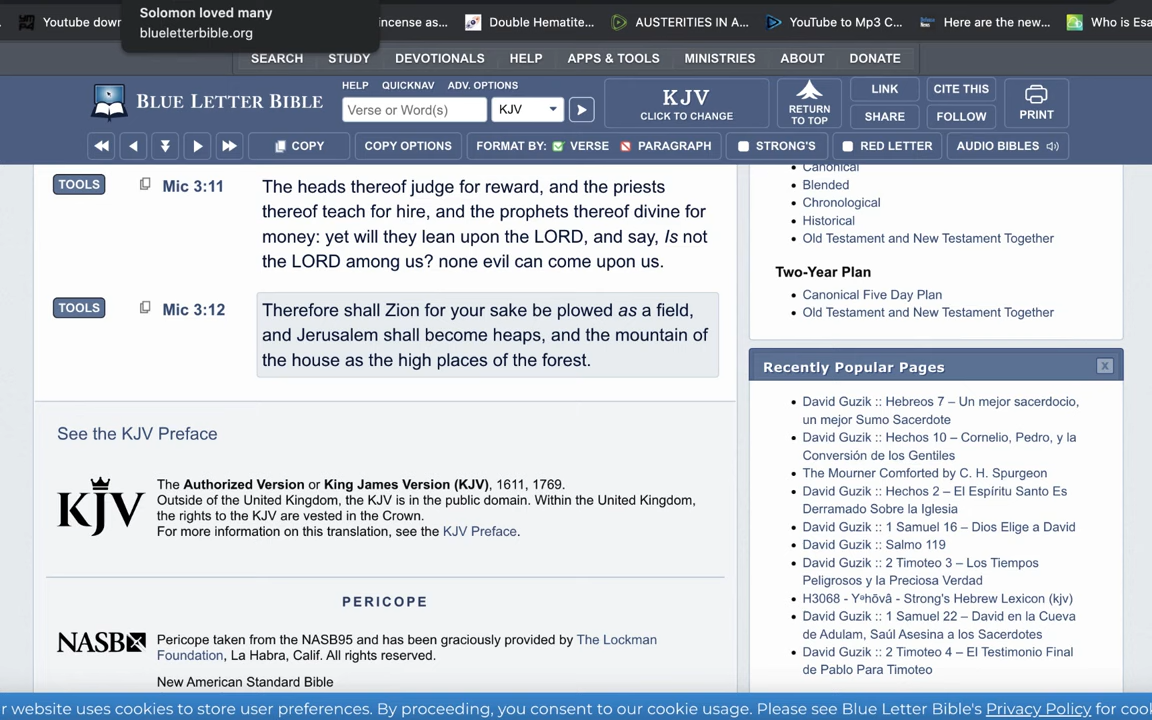 Solomon loved many
blueletterbible.org
Youtube down
incense as...
Double Hematite...
AUSTERITIES IN A...
YouTube to Mp3 C...
Here are the new...
Who is Esa
SEARCH STUDY DEVOTIONALS HELP APPS & TOOLS MINISTRIES ABOUT DONATE
BLUE LETTER BIBLE
HELP QUICKNAV ADV. OPTIONS
Verse or Word(s) KJV
KJV
CLICK TO CHANGE
RETURN
TO TOP
LINK CITE THIS
SHARE FOLLOW
PRINT
COPY COPY OPTIONS FORMAT BY: VERSE PARAGRAPH STRONG'S RED LETTER AUDIO BIBLES
TOOLS Mic 3:11 The heads thereof judge for reward, and the priests
thereof teach for hire, and the prophets thereof divine for
money: yet will they lean upon the LORD, and say, Is not
the LORD among us? none evil can come upon us.
TOOLS Mic 3:12 Therefore shall Zion for your sake be plowed as a field,
and Jerusalem shall become heaps, and the mountain of
the house as the high places of the forest.
See the KJV Preface
KJV
The Authorized Version or King James Version (KJV), 1611, 1769.
Outside of the United Kingdom, the KJV is in the public domain. Within the United Kingdom,
the rights to the KJV are vested in the Crown.
For more information on this translation, see the KJV Preface.
PERICOPE
NASB
Pericope taken from the NASB95 and has been graciously provided by The Lockman
Foundation, La Habra, Calif. All rights reserved.
New American Standard Bible
Canonical
Blended
Chronological
Historical
Old Testament and New Testament Together
Two-Year Plan
Canonical Five Day Plan
Old Testament and New Testament Together
Recently Popular Pages X
David Guzik :: Hebreos 7 – Un mejor sacerdocio,
un mejor Sumo Sacerdote
David Guzik :: Hechos 10 – Cornelio, Pedro, y la
Conversión de los Gentiles
The Mourner Comforted by C. H. Spurgeon
David Guzik :: Hechos 2 – El Espíritu Santo Es
Derramado Sobre la Iglesia
David Guzik :: 1 Samuel 16 – Dios Elige a David
David Guzik :: Salmo 119
David Guzik :: 2 Timoteo 3 – Los Tiempos
Peligrosos y la Preciosa Verdad
H3068 - Yᵊhōvâ - Strong's Hebrew Lexicon (kjv)
David Guzik :: 1 Samuel 22 – David en la Cueva
de Adulam, Saúl Asesina a los Sacerdotes
David Guzik :: 2 Timoteo 4 – El Testimonio Final
de Pablo Para Timoteo
r website uses cookies to store user preferences. By proceeding, you consent to our cookie usage. Please see Blue Letter Bible's Privacy Policy for cook